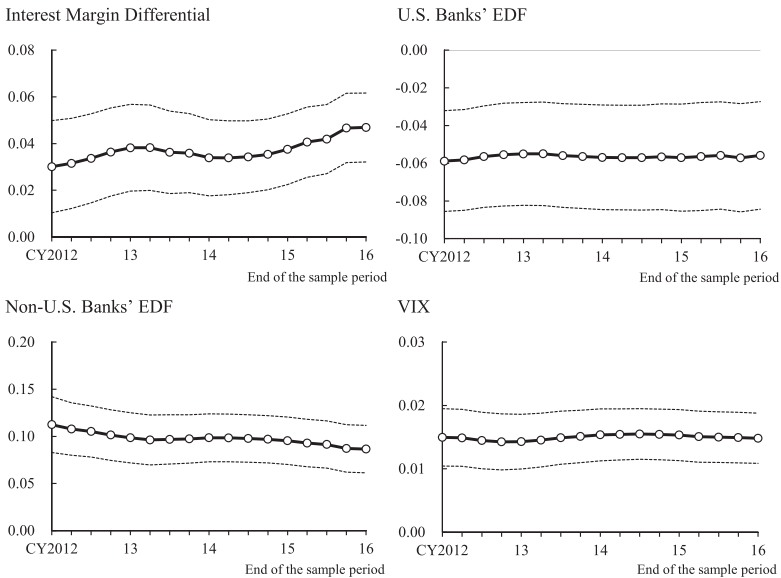 Interest Margin Differential
0.08
0.06
0.04
0.02
0.00
CY2012 13 14 15 16
End of the sample period
U.S. Banks’ EDF
0.00
-0.02
-0.04
-0.06
-0.08
-0.10
CY2012 13 14 15 16
End of the sample period
Non-U.S. Banks’ EDF
0.20
0.15
0.10
0.05
0.00
CY2012 13 14 15 16
End of the sample period
VIX
0.03
0.02
0.01
0.00
CY2012 13 14 15 16
End of the sample period